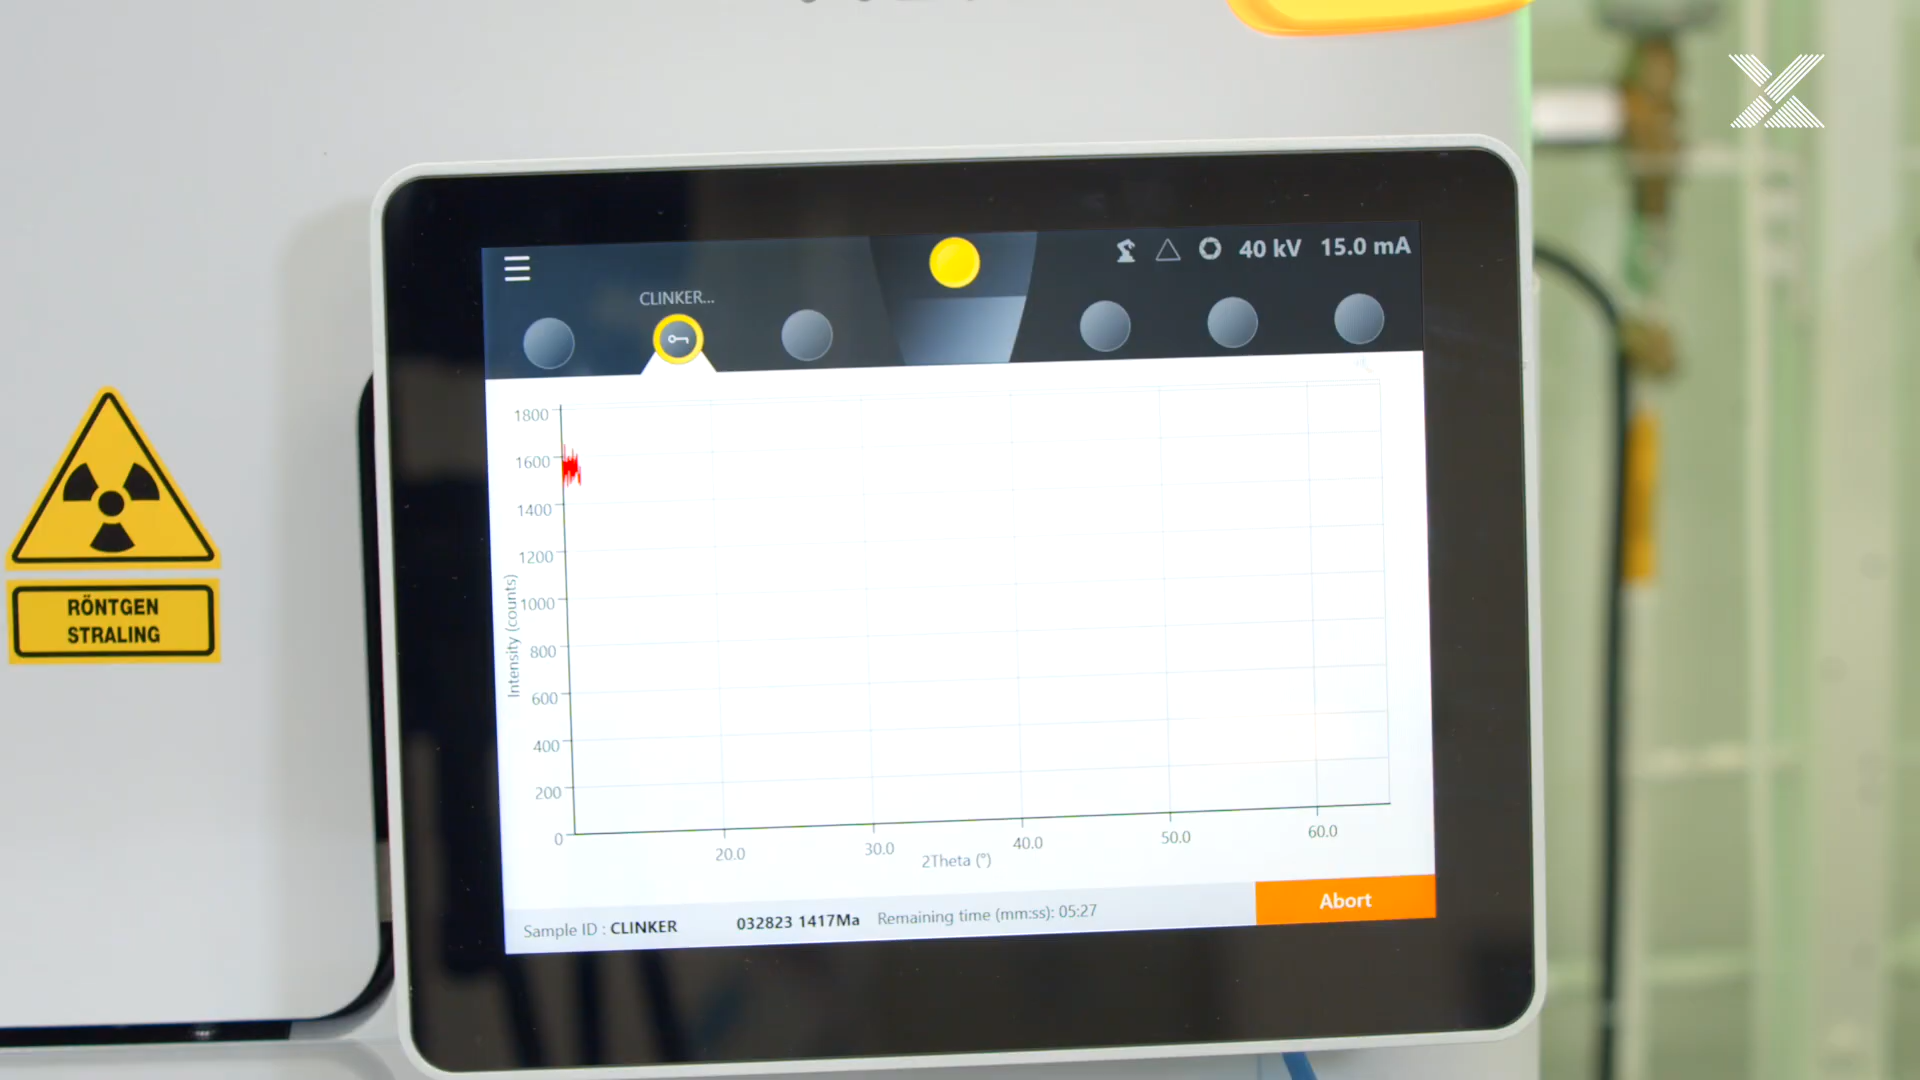 40 kV 15.0 mA
CLINKER...
1800
1600
1400
1200
1000
800
600
400
200
0
Intensity (counts)
20.0 30.0 40.0 50.0 60.0
2Theta (°)
Sample ID : CLINKER 032823 1417Ma Remaining time (mm:ss): 05:27
Abort
RÖNTGEN
STRALING